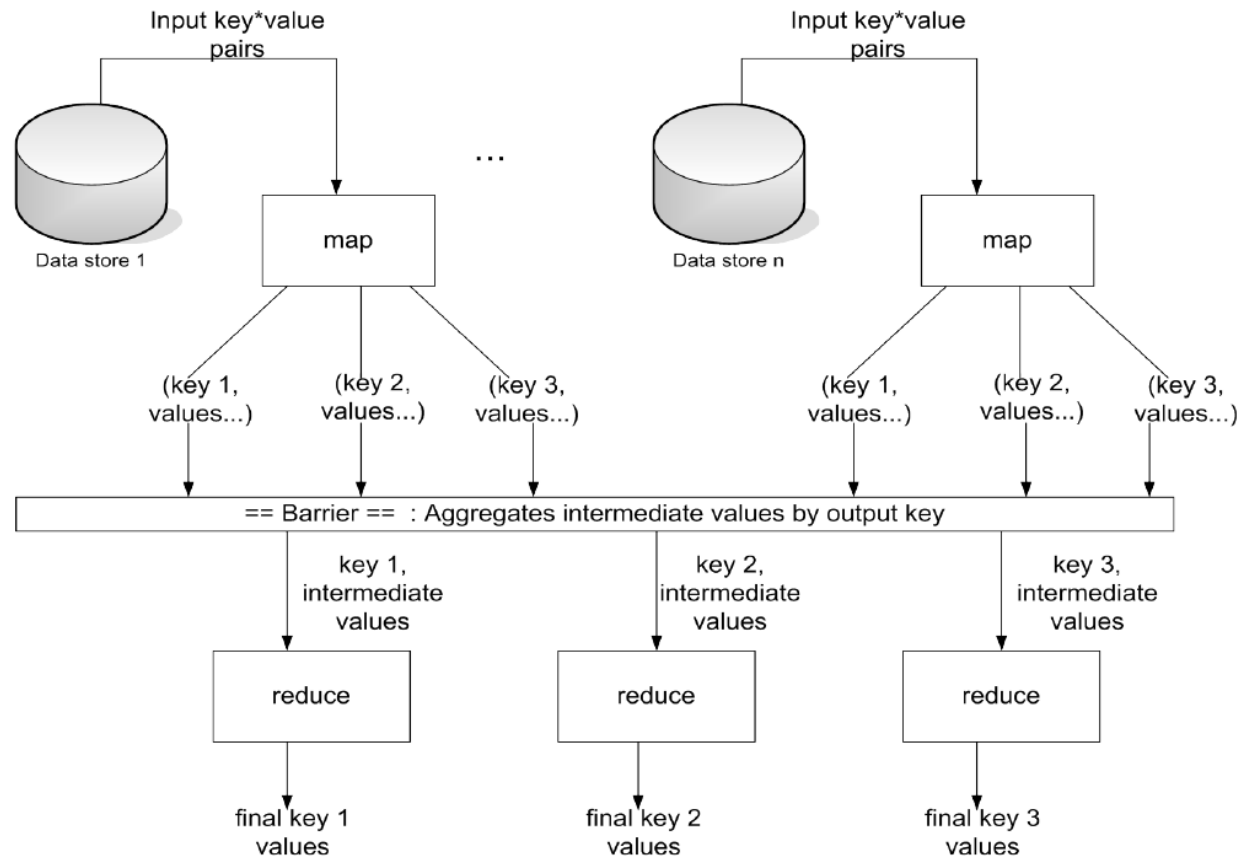 Input key*value
pairs
Input key*value
pairs
...
map
map
Data store 1
Data store n
(key 1,
values...)
(key 2,
values...)
(key 3,
values...)
(key 1,
values...)
(key 2,
values...)
(key 3,
values...)
== Barrier == : Aggregates intermediate values by output key
key 1,
intermediate
values
key 2,
intermediate
values
key 3,
intermediate
values
reduce
reduce
reduce
final key 1
values
final key 2
values
final key 3
values